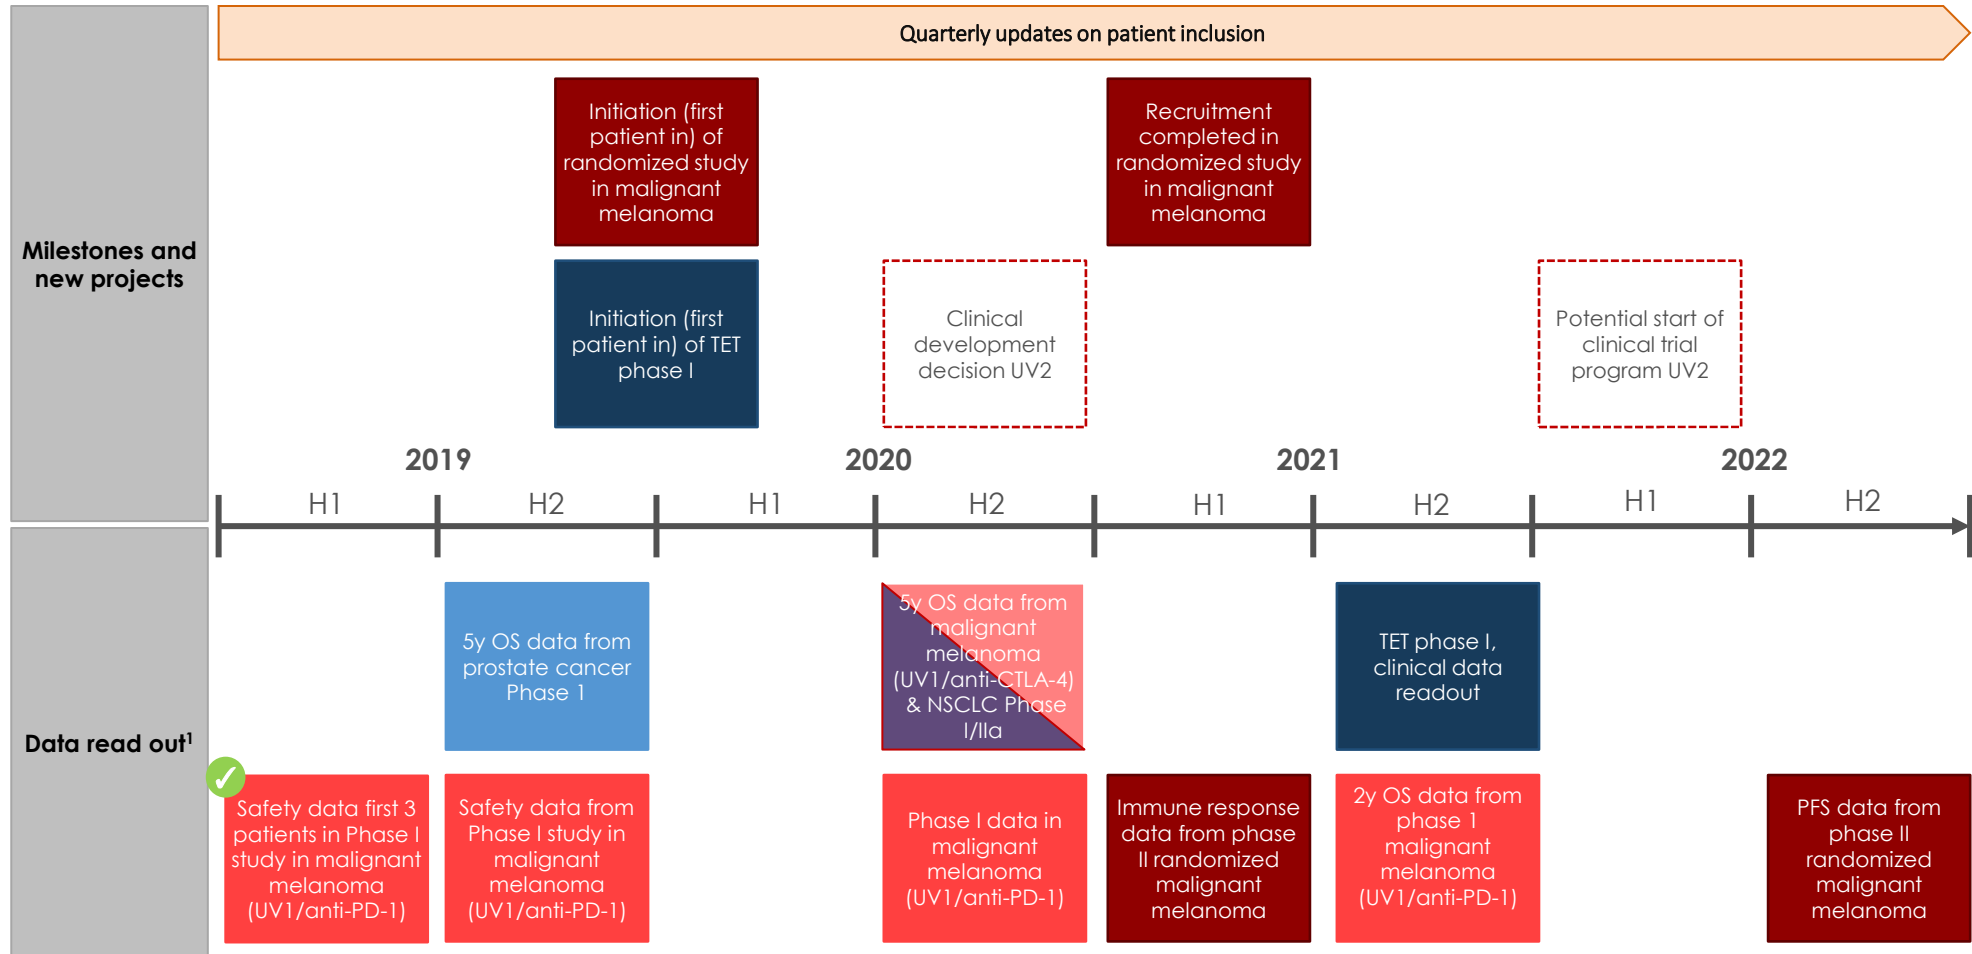 Quarterly updates on patient inclusion
Milestones and
new projects
Initiation (first
patient in) of
randomized study
in malignant
melanoma
Recruitment
completed in
randomized study
in malignant
melanoma
Initiation (first
patient in) of TET
phase I
Clinical
development
decision UV2
Potential start of
clinical trial
program UV2
2019
2020
2021
2022
H1
H2
H1
H2
H1
H2
H1
H2
Data read out1
5y OS data from
prostate cancer
Phase 1
5y OS data from
malignant
melanoma
(UV1/anti-CTLA-4)
& NSCLC Phase
I/IIa
TET phase I,
clinical data
readout
✓
Safety data first 3
patients in Phase I
study in malignant
melanoma
(UV1/anti-PD-1)
Safety data from
Phase I study in
malignant
melanoma
(UV1/anti-PD-1)
Phase I data in
malignant
melanoma
(UV1/anti-PD-1)
Immune response
data from phase
II randomized
malignant
melanoma
2y OS data from
phase 1
malignant
melanoma
(UV1/anti-PD-1)
PFS data from
phase II
randomized
malignant
melanoma